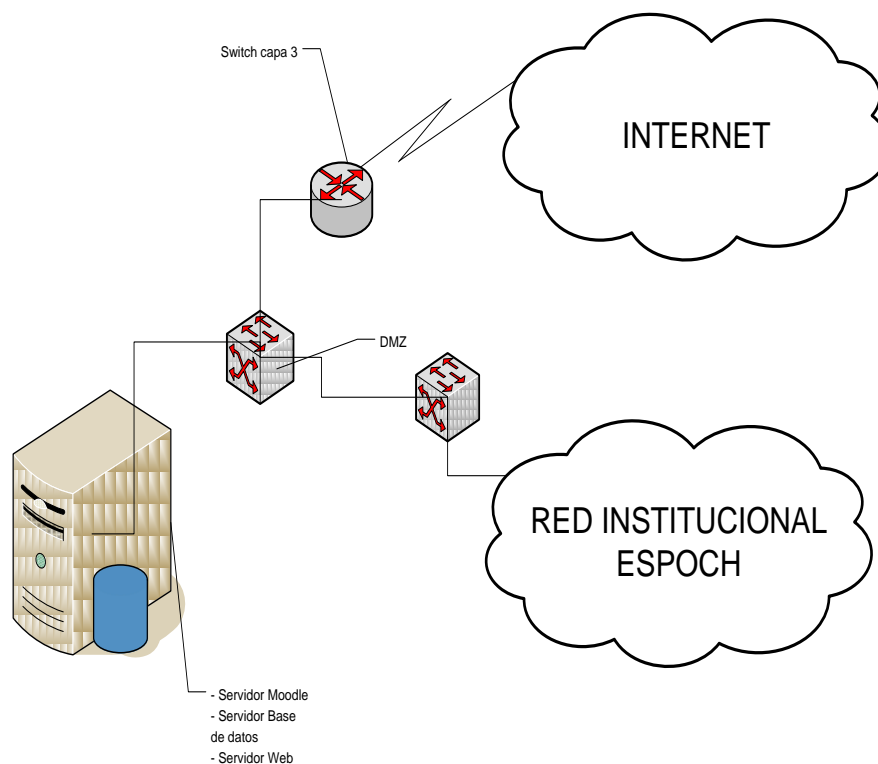 Switch capa 3
INTERNET
DMZ
RED INSTITUCIONAL
ESPOCH
- Servidor Moodle
- Servidor Base
de datos
- Servidor Web